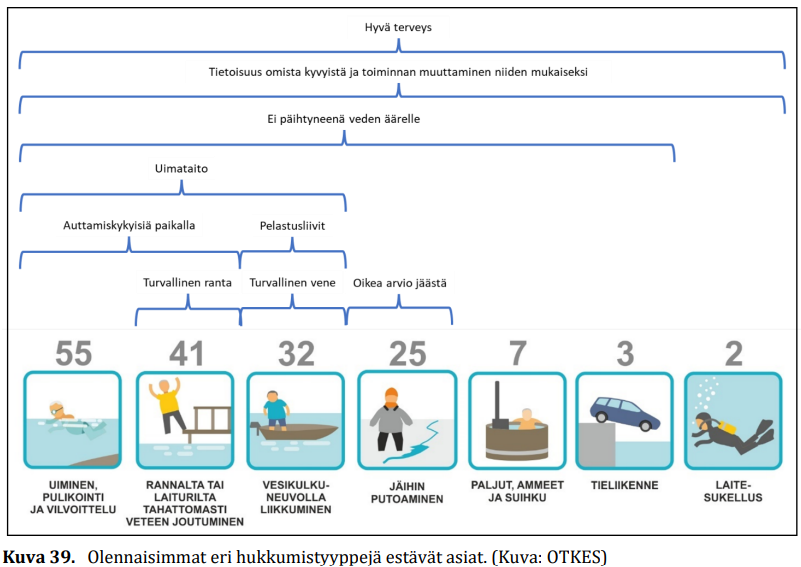 Hyvä terveys
Tietoisuus omista kyvyistä ja toiminnan muuttaminen niiden mukaiseksi
Ei päihtyneenä veden äärelle
Uimataito
Auttamiskykyisiä paikalla
Pelastusliivit
Turvallinen ranta
Turvallinen vene
Oikea arvio jäästä
55
41
32
25
7
3
2
UIMINEN,
PULIKOINTI
JA VILVOITTELU
RANNALTA TAI
LAITURILTA
TAHATTOMASTI
VETEEN JOUTUMINEN
VESIKULKU-
NEUVOLLA
LIIKKUMINEN
JÄIHIN
PUTOAMINEN
PALJUT, AMMEET
JA SUIHKU
TIELIIKENNE
LAITE-
SUKELLUS
Kuva 39. Olennaisimmat eri hukkumistyyppejä estävät asiat. (Kuva: OTKES)